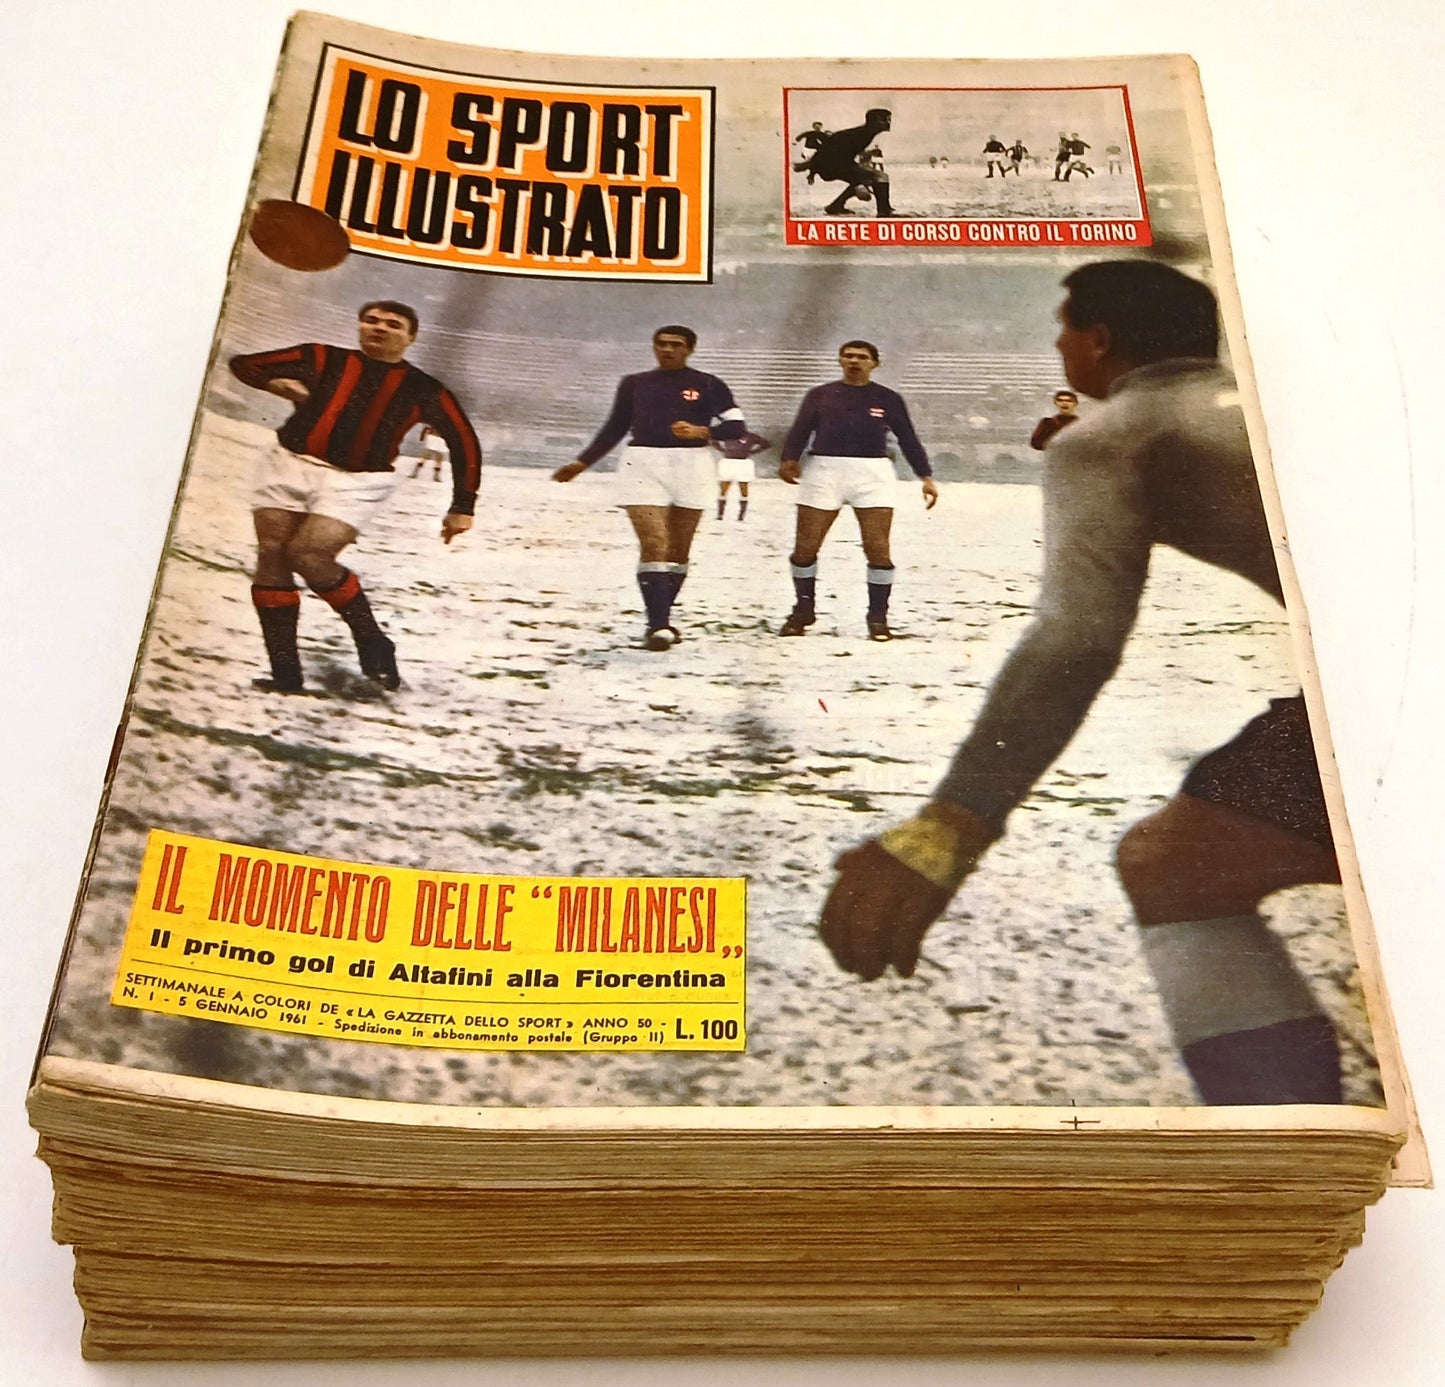 LO SPORT
ILLUSTRATO
LA RETE DI CORSO CONTRO IL TORINO
IL MOMENTO DELLE "MILANESI„
Il primo gol di Altafini alla Fiorentina
SETTIMANALE A COLORI DE «LA GAZZETTA DELLO SPORT» ANNO 50 -
N. 1 - 5 GENNAIO 1961 - Spedizione in abbonamento postale (Gruppo II) L. 100